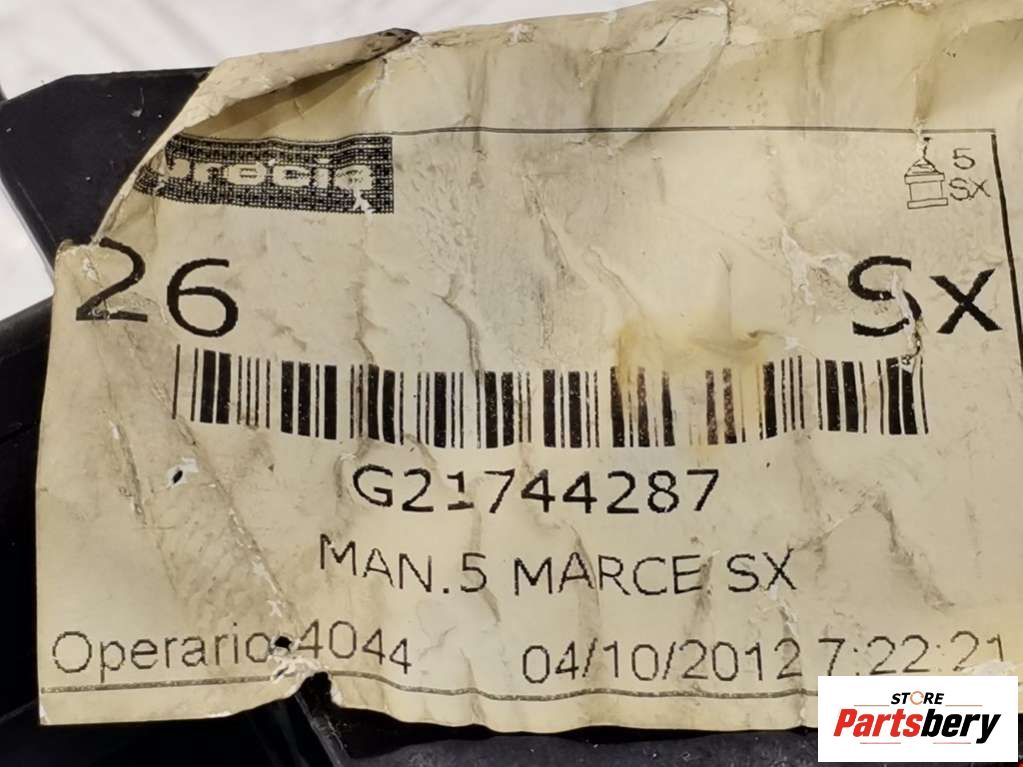 5
SX
26 Sx
G21744287
MAN.5 MARCE SX
Operario 4044 04/10/2012 7:22:21
STORE
Partsbery